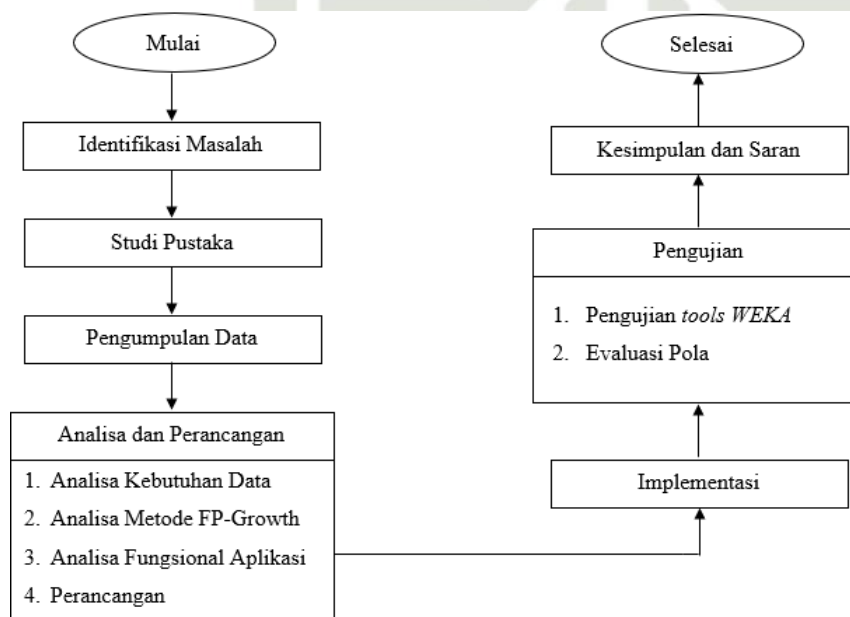 Mulai
Identifikasi Masalah
Studi Pustaka
Pengumpulan Data
Analisa dan Perancangan
1. Analisa Kebutuhan Data
2. Analisa Metode FP-Growth
3. Analisa Fungsional Aplikasi
4. Perancangan
Implementasi
Pengujian
1. Pengujian tools WEKA
2. Evaluasi Pola
Kesimpulan dan Saran
Selesai